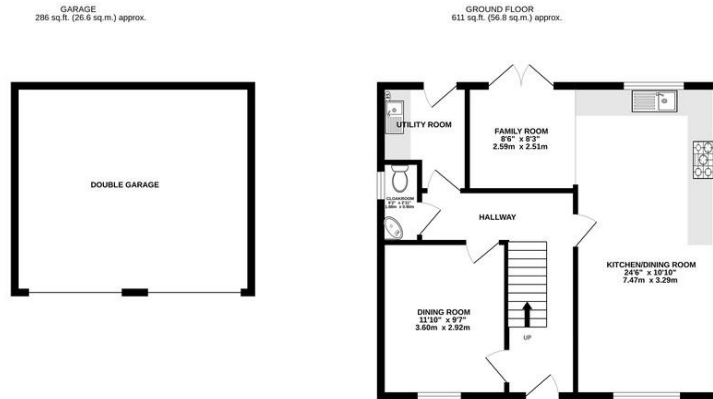 GARAGE
286 sq.ft. (26.6 sq.m.) approx.
GROUND FLOOR
611 sq.ft. (56.8 sq.m.) approx.
UTILITY ROOM
FAMILY ROOM
8'6" x 8'3"
2.59m x 2.51m
DOUBLE GARAGE
CLOAKROOM
HALLWAY
KITCHEN/DINING ROOM
24'6" x 10'10"
7.47m x 3.29m
DINING ROOM
11'10" x 9'7"
3.60m x 2.92m
UP